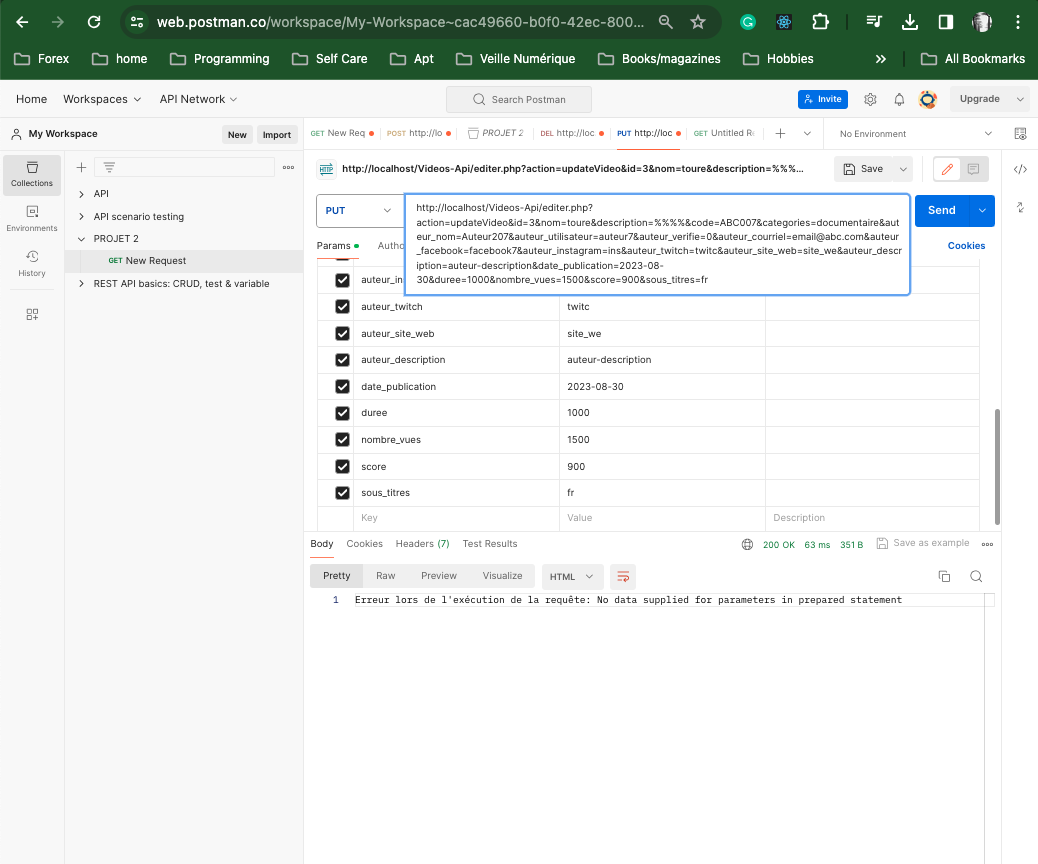 web.postman.co/workspace/My-Workspace~cac49660-b0f0-42ec-800...
Forex home Programming Self Care Apt Veille Numérique Books/magazines Hobbies » All Bookmarks
Home Workspaces API Network Search Postman Invite Upgrade
My Workspace New Import
GET New Req POST http://lo PROJET 2 DEL http://loc PUT http://loc GET Untitled R No Environment
Collections
Environments
History
API
API scenario testing
PROJET 2
GET New Request
REST API basics: CRUD, test & variable
HTTP http://localhost/Videos-Api/editer.php?action=updateVideo&id=3&nom=toure&description=%%%... Save
PUT
http://localhost/Videos-Api/editer.php?
action=updateVideo&id=3&nom=toure&description=%%%%&code=ABC007&categories=documentaire&aut
eur_nom=Auteur207&auteur_utilisateur=auteur7&auteur_verifie=0&auteur_courriel=email@abc.com&auteur
_facebook=facebook7&auteur_instagram=ins&auteur_twitch=twitc&auteur_site_web=site_we&auteur_descr
iption=auteur-description&date_publication=2023-08-
30&duree=1000&nombre_vues=1500&score=900&sous_titres=fr
Send
Params Autho Cookies
auteur_in
auteur_twitch twitc
auteur_site_web site_we
auteur_description auteur-description
date_publication 2023-08-30
duree 1000
nombre_vues 1500
score 900
sous_titres fr
Key Value Description
Body Cookies Headers (7) Test Results 200 OK 63 ms 351 B Save as example
Pretty Raw Preview Visualize HTML
1 Erreur lors de l'exécution de la requête: No data supplied for parameters in prepared statement